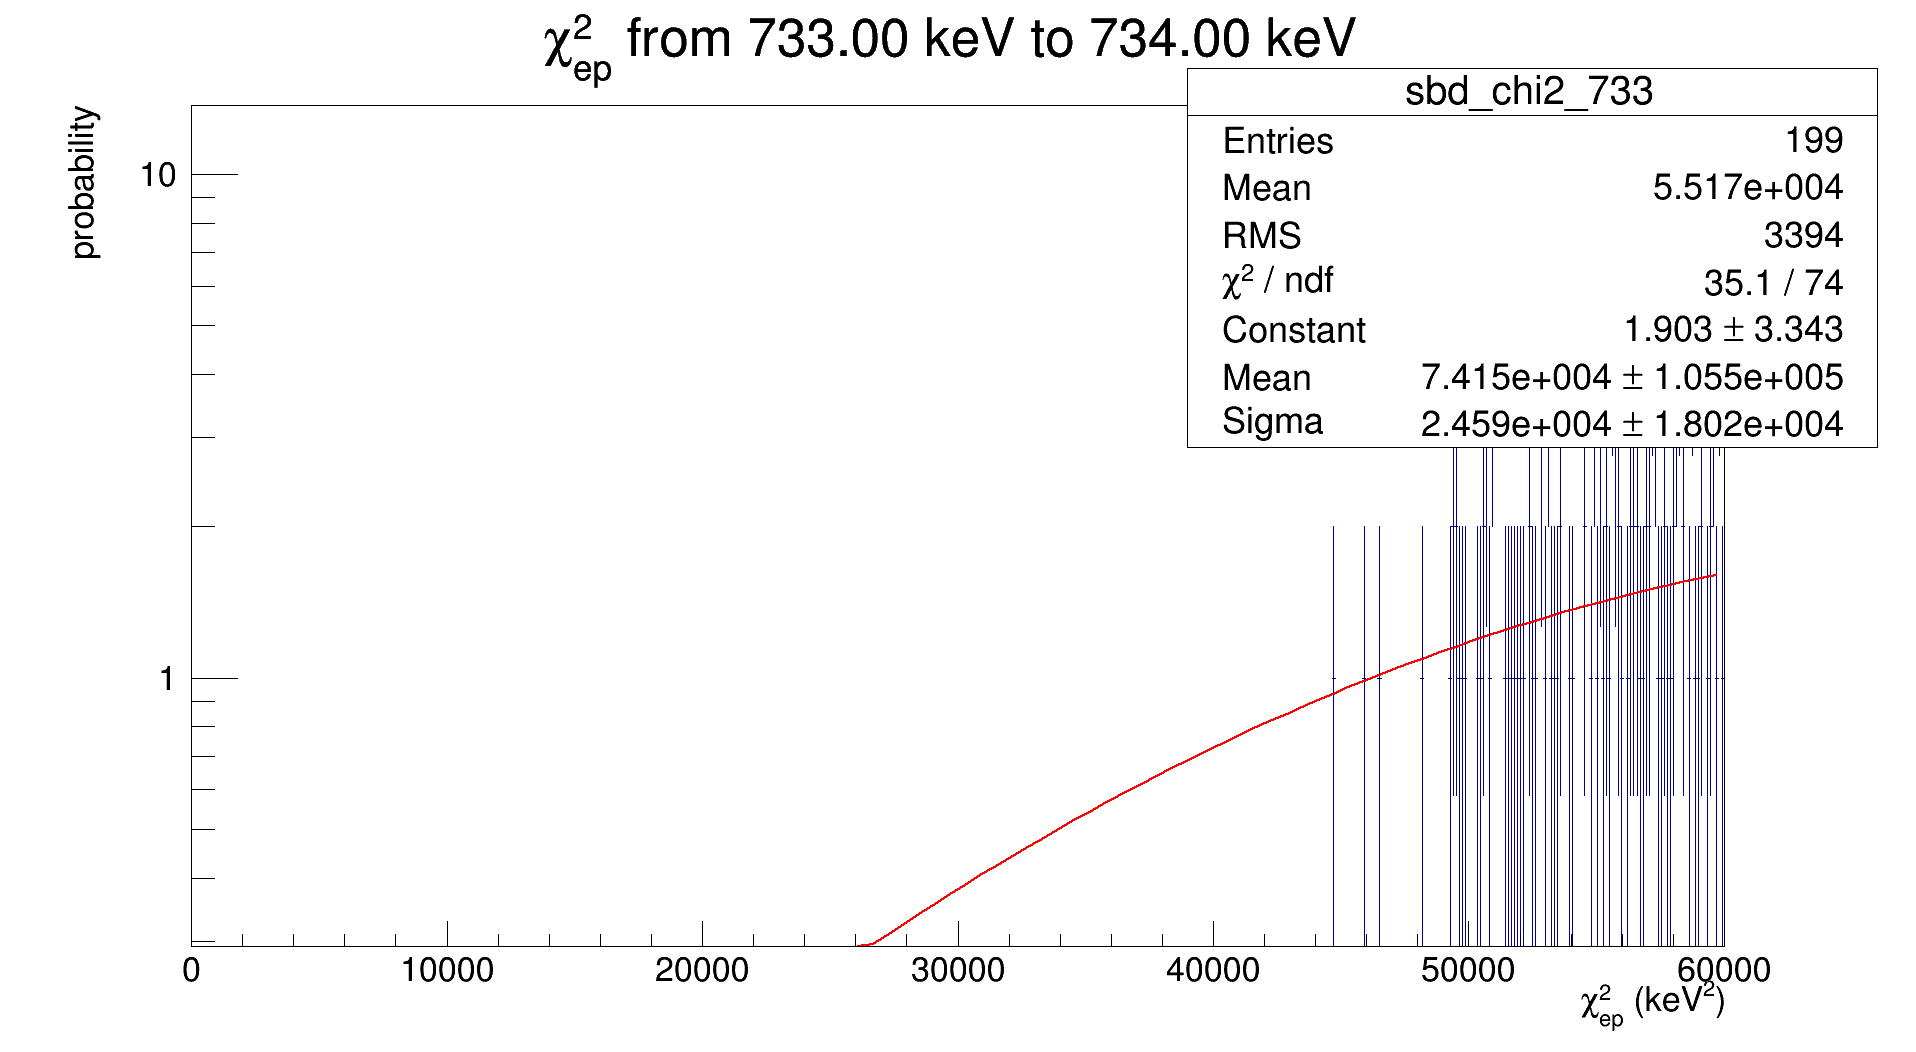 χ²ep from 733.00 keV to 734.00 keV
sbd_chi2_733
Entries 199
Mean 5.517e+004
RMS 3394
χ² / ndf 35.1 / 74
Constant 1.903 ± 3.343
Mean 7.415e+004 ± 1.055e+005
Sigma 2.459e+004 ± 1.802e+004
probability
10
1
0 10000 20000 30000 40000 50000 60000
χ²ep (keV²)